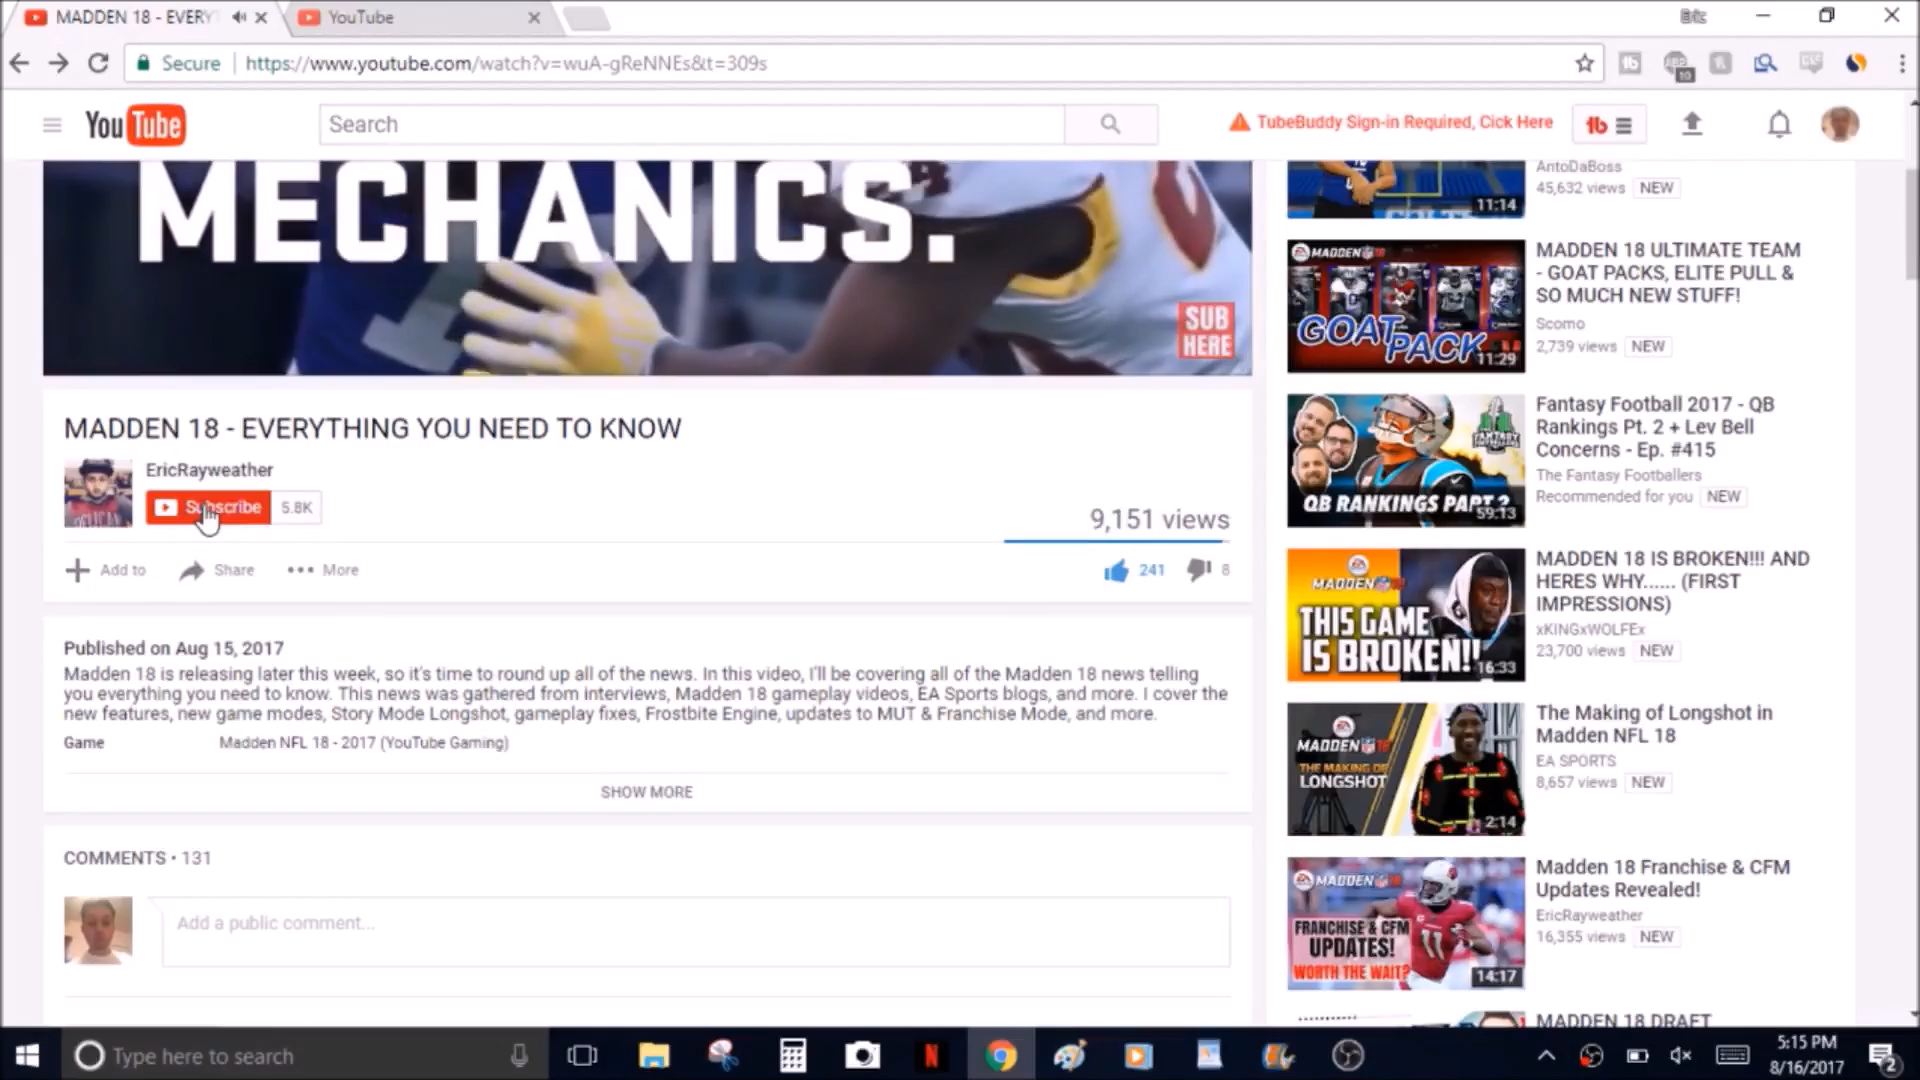 MADDEN 18 - EVERY
YouTube
Secure
https://www.youtube.com/watch?v=wuA-gReNNEs&t=309s
10
YouTube
Search
TubeBuddy Sign-in Required, Cick Here
MECHANICS.
SUB
HERE
MADDEN 18 - EVERYTHING YOU NEED TO KNOW
EricRayweather
Subscribe 5.8K
9,151 views
Add to
Share
More
241
8
Published on Aug 15, 2017
Madden 18 is releasing later this week, so it's time to round up all of the news. In this video, I'll be covering all of the Madden 18 news telling
you everything you need to know. This news was gathered from interviews, Madden 18 gameplay videos, EA Sports blogs, and more. I cover the
new features, new game modes, Story Mode Longshot, gameplay fixes, Frostbite Engine, updates to MUT & Franchise Mode, and more.
Game Madden NFL 18 - 2017 (YouTube Gaming)
SHOW MORE
COMMENTS • 131
Add a public comment...
11:14
AntoDaBoss
45,632 views NEW
MADDEN
GOAT PACK
11:29
MADDEN 18 ULTIMATE TEAM
- GOAT PACKS, ELITE PULL &
SO MUCH NEW STUFF!
Scomo
2,739 views NEW
QB RANKINGS PART 2
59:13
Fantasy Football 2017 - QB
Rankings Pt. 2 + Lev Bell
Concerns - Ep. #415
The Fantasy Footballers
Recommended for you NEW
MADDEN 18
THIS GAME
IS BROKEN!!
16:33
MADDEN 18 IS BROKEN!!! AND
HERES WHY...... (FIRST
IMPRESSIONS)
xKINGxWOLFEx
23,700 views NEW
MADDEN 18
THE MAKING OF
LONGSHOT
2:14
The Making of Longshot in
Madden NFL 18
EA SPORTS
8,657 views NEW
MADDEN
FRANCHISE & CFM
UPDATES!
WORTH THE WAIT?
11
14:17
Madden 18 Franchise & CFM
Updates Revealed!
EricRayweather
16,355 views NEW
MADDEN 18 DRAFT
Type here to search
5:15 PM
8/16/2017
2